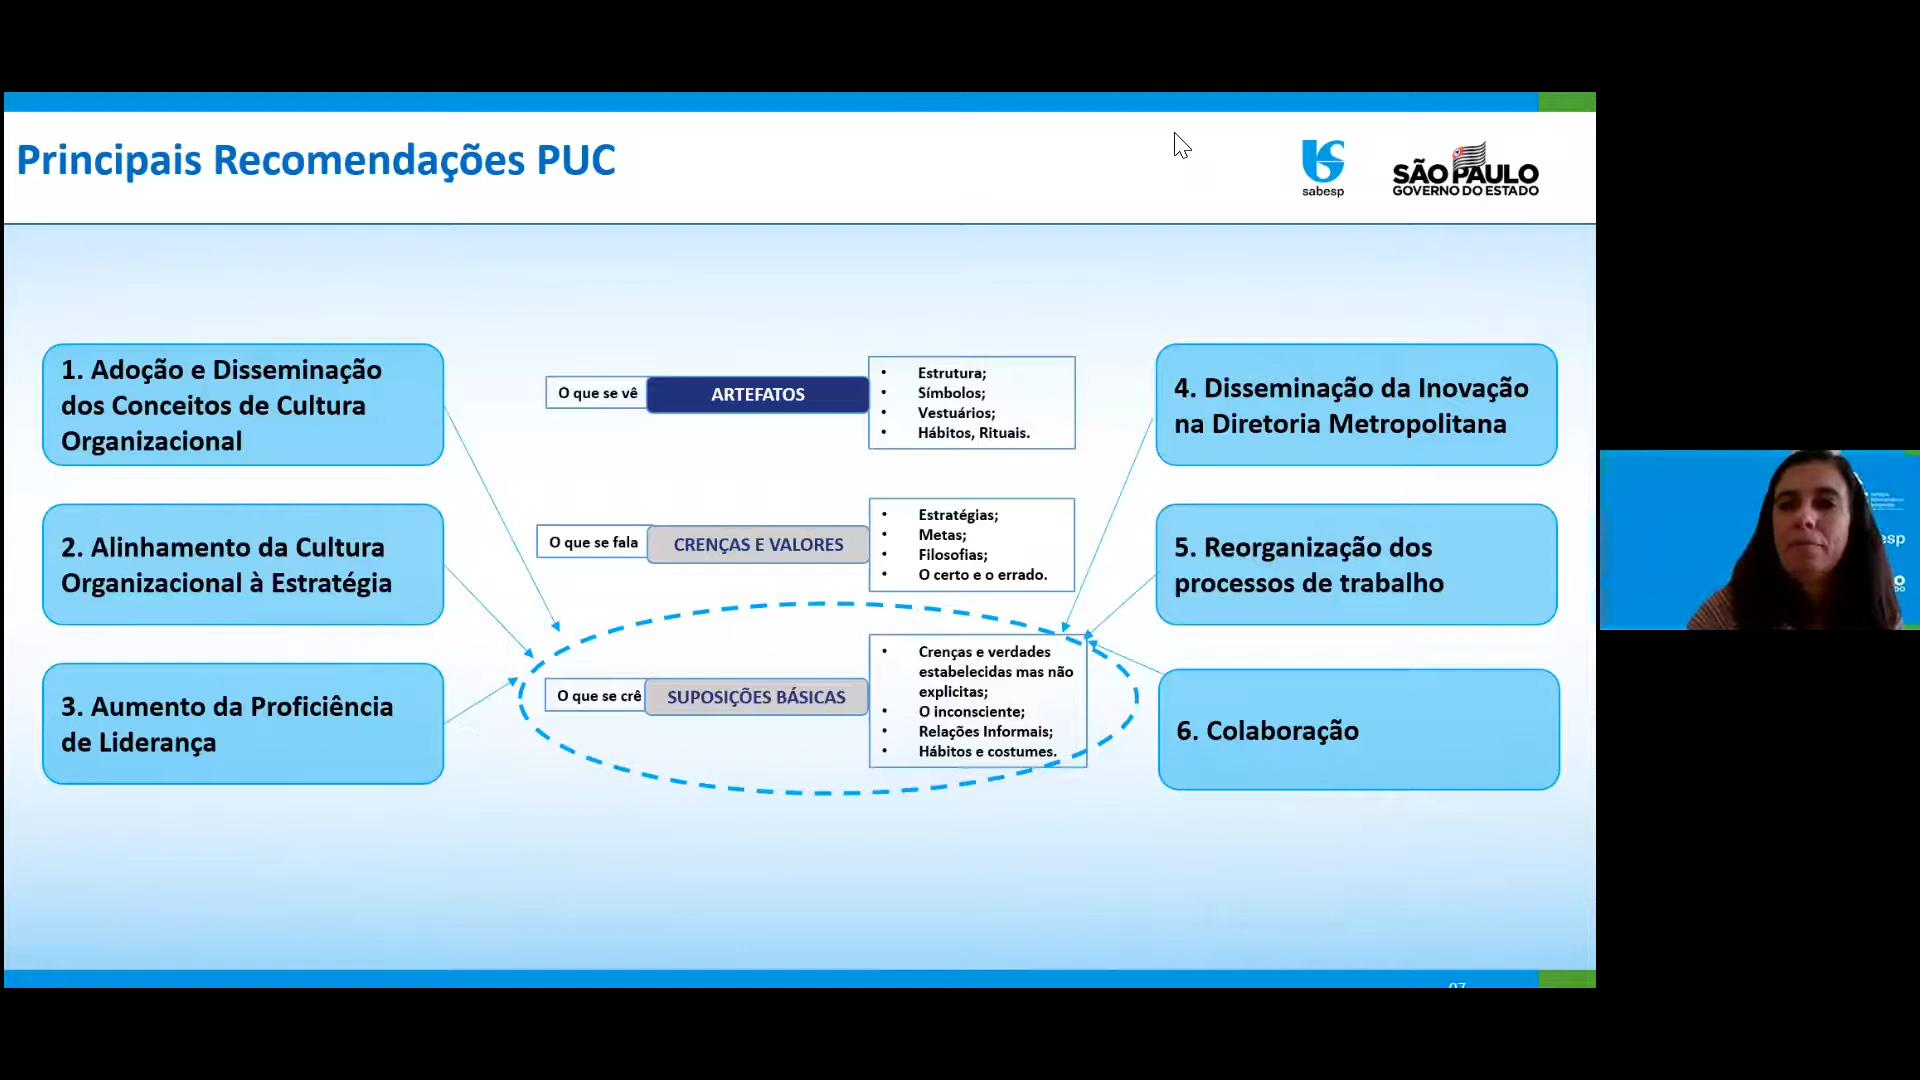 Principais Recomendações PUC
sabesp
SÃO PAULO
GOVERNO DO ESTADO
1. Adoção e Disseminação
dos Conceitos de Cultura
Organizacional
2. Alinhamento da Cultura
Organizacional à Estratégia
3. Aumento da Proficiência
de Liderança
O que se vê
ARTEFATOS
• Estrutura;
• Símbolos;
• Vestuários;
• Hábitos, Rituais.
O que se fala
CRENÇAS E VALORES
• Estratégias;
• Metas;
• Filosofias;
• O certo e o errado.
O que se crê
SUPOSIÇÕES BÁSICAS
• Crenças e verdades
estabelecidas mas não
explicitas;
• O inconsciente;
• Relações Informais;
• Hábitos e costumes.
4. Disseminação da Inovação
na Diretoria Metropolitana
5. Reorganização dos
processos de trabalho
6. Colaboração
esp